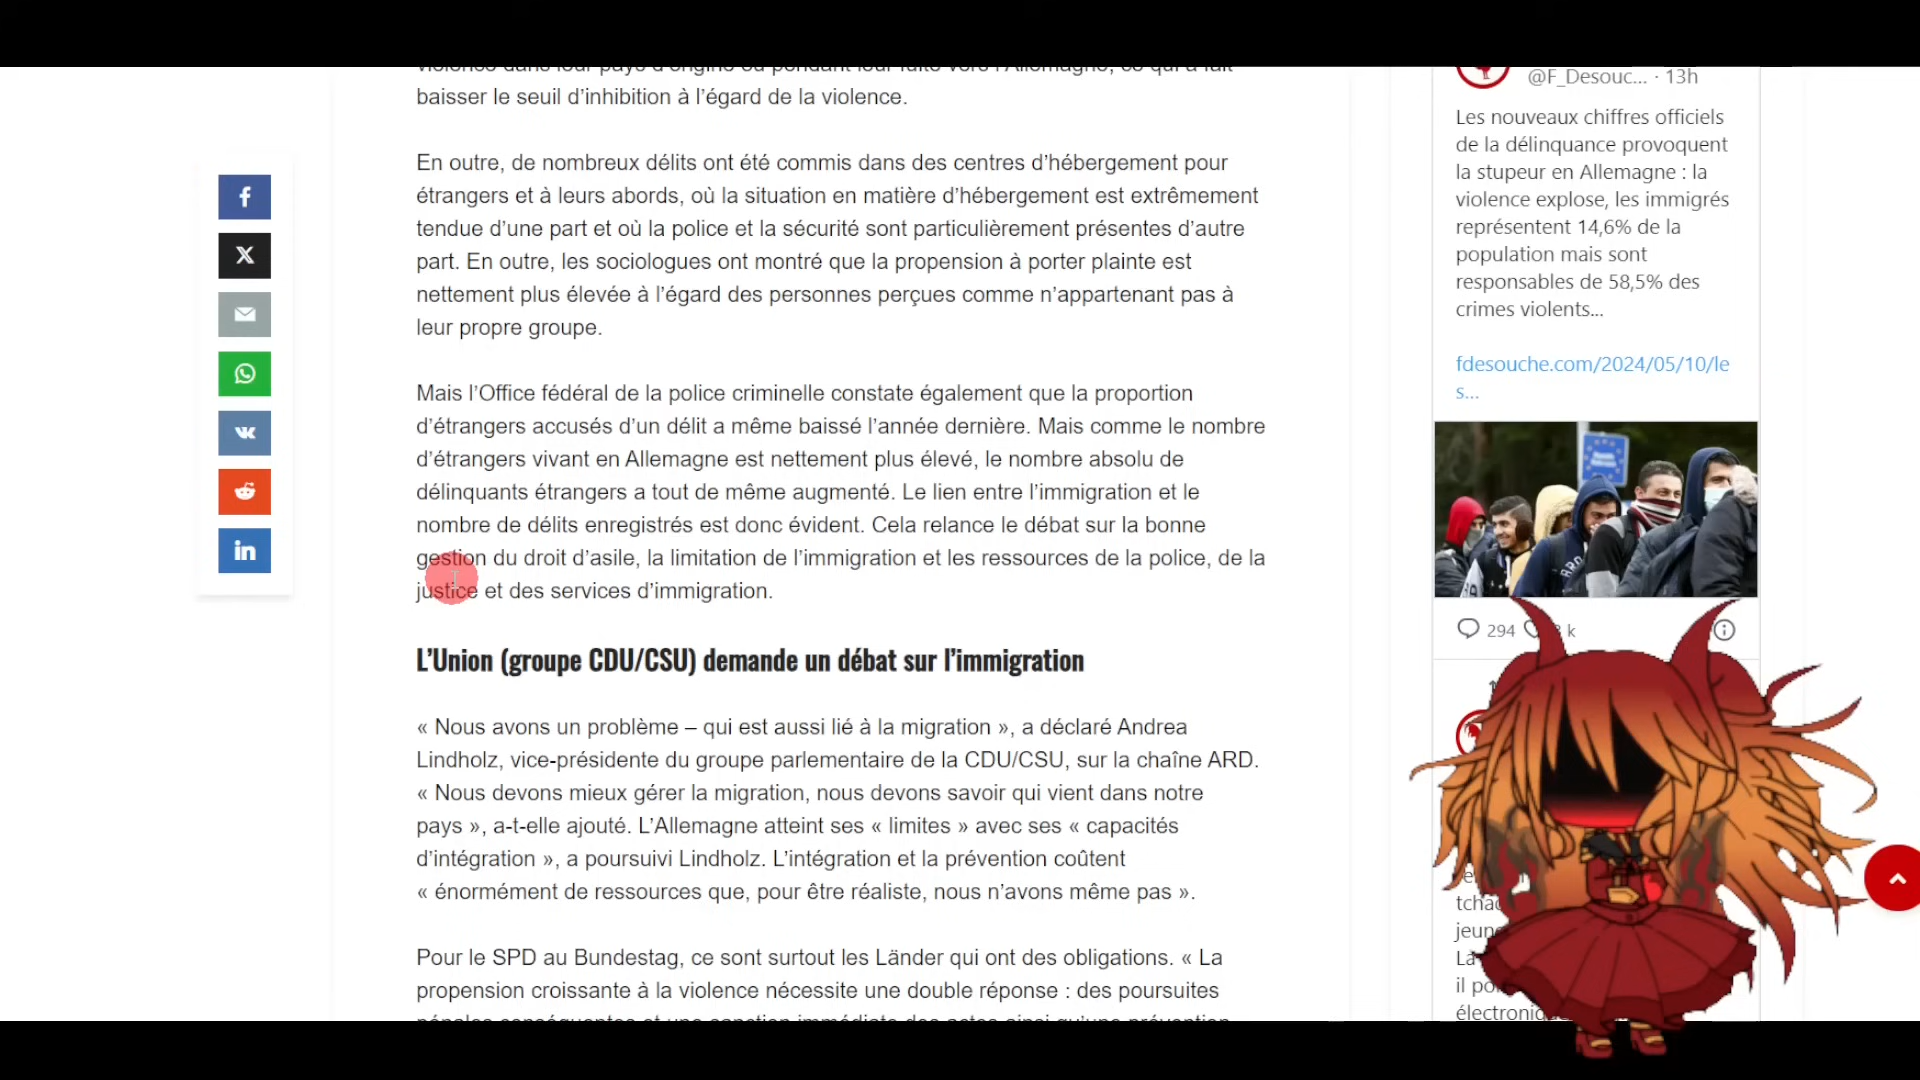 baisser le seuil d’inhibition à l’égard de la violence.
En outre, de nombreux délits ont été commis dans des centres d’hébergement pour
étrangers et à leurs abords, où la situation en matière d’hébergement est extrêmement
tendue d’une part et où la police et la sécurité sont particulièrement présentes d’autre
part. En outre, les sociologues ont montré que la propension à porter plainte est
nettement plus élevée à l’égard des personnes perçues comme n’appartenant pas à
leur propre groupe.
Mais l’Office fédéral de la police criminelle constate également que la proportion
d’étrangers accusés d’un délit a même baissé l’année dernière. Mais comme le nombre
d’étrangers vivant en Allemagne est nettement plus élevé, le nombre absolu de
délinquants étrangers a tout de même augmenté. Le lien entre l’immigration et le
nombre de délits enregistrés est donc évident. Cela relance le débat sur la bonne
gestion du droit d’asile, la limitation de l’immigration et les ressources de la police, de la
justice et des services d’immigration.
L’Union (groupe CDU/CSU) demande un débat sur l’immigration
« Nous avons un problème – qui est aussi lié à la migration », a déclaré Andrea
Lindholz, vice-présidente du groupe parlementaire de la CDU/CSU, sur la chaîne ARD.
« Nous devons mieux gérer la migration, nous devons savoir qui vient dans notre
pays », a-t-elle ajouté. L’Allemagne atteint ses « limites » avec ses « capacités
d’intégration », a poursuivi Lindholz. L’intégration et la prévention coûtent
« énormément de ressources que, pour être réaliste, nous n’avons même pas ».
Pour le SPD au Bundestag, ce sont surtout les Länder qui ont des obligations. « La
propension croissante à la violence nécessite une double réponse : des poursuites
@F_Desouc... · 13h
Les nouveaux chiffres officiels
de la délinquance provoquent
la stupeur en Allemagne : la
violence explose, les immigrés
représentent 14,6% de la
population mais sont
responsables de 58,5% des
crimes violents...
fdesouche.com/2024/05/10/le
s...
294
k
La
électroniq